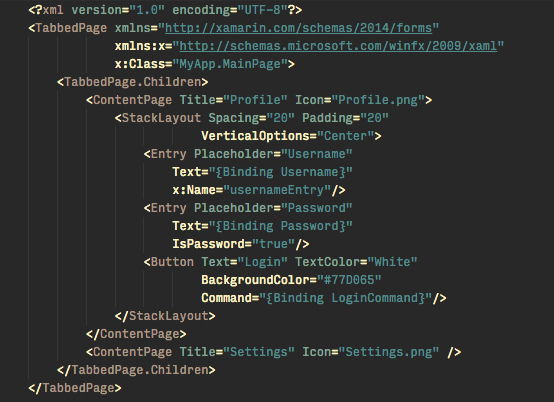 <?xml version="1.0" encoding="UTF-8"?>
<TabbedPage xmlns="http://xamarin.com/schemas/2014/forms"
            xmlns:x="http://schemas.microsoft.com/winfx/2009/xaml"
            x:Class="MyApp.MainPage">
    <TabbedPage.Children>
        <ContentPage Title="Profile" Icon="Profile.png">
            <StackLayout Spacing="20" Padding="20"
                        VerticalOptions="Center">
                <Entry Placeholder="Username"
                    Text="{Binding Username}"
                    x:Name="usernameEntry"/>
                <Entry Placeholder="Password"
                    Text="{Binding Password}"
                    IsPassword="true"/>
                <Button Text="Login" TextColor="White"
                        BackgroundColor="#77D065"
                        Command="{Binding LoginCommand}"/>
            </StackLayout>
        </ContentPage>
        <ContentPage Title="Settings" Icon="Settings.png" />
    </TabbedPage.Children>
</TabbedPage>